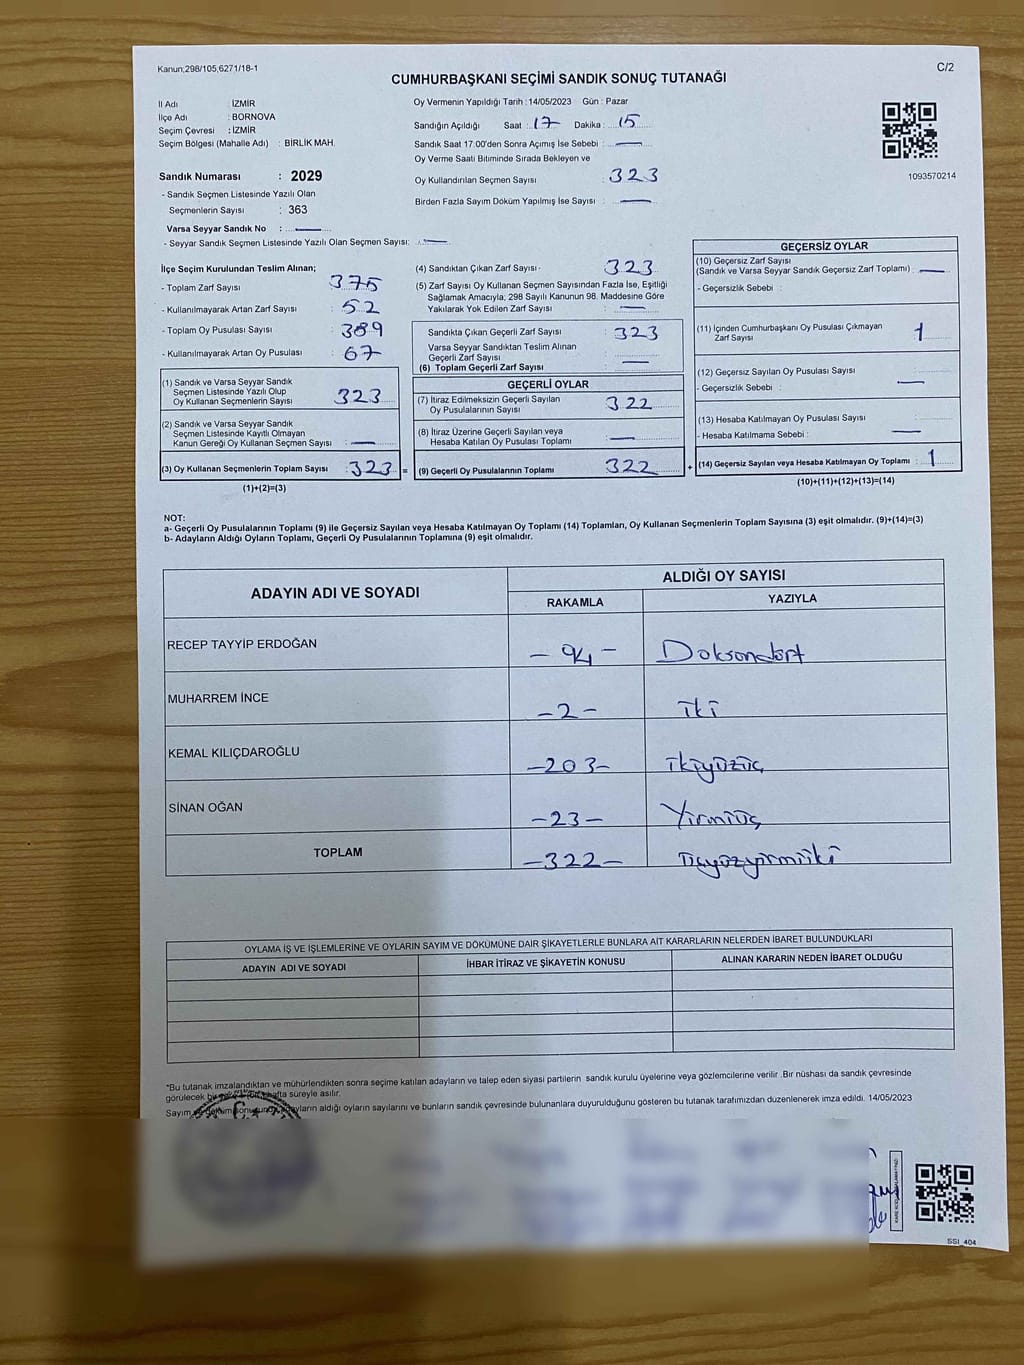 Kanun;298/105;6271/18-1
C/2
CUMHURBAŞKANI SEÇİMİ SANDIK SONUÇ TUTANAĞI
İl Adı : İZMİR
İlçe Adı : BORNOVA
Seçim Çevresi : İZMİR
Seçim Bölgesi (Mahalle Adı) : BİRLİK MAH.
Sandık Numarası : 2029
- Sandık Seçmen Listesinde Yazılı Olan
Seçmenlerin Sayısı : 363
Varsa Seyyar Sandık No : —
- Seyyar Sandık Seçmen Listesinde Yazılı Olan Seçmen Sayısı: —
Oy Vermenin Yapıldığı Tarih : 14/05/2023 Gün : Pazar
Sandığın Açıldığı Saat : 17 Dakika : 15
Sandık Saat 17:00'den Sonra Açımış İse Sebebi : —
Oy Verme Saati Bitiminde Sırada Bekleyen ve
Oy Kullandırılan Seçmen Sayısı : 323
Birden Fazla Sayım Döküm Yapılmış İse Sayısı : —
1093570214
İlçe Seçim Kurulundan Teslim Alınan;
- Toplam Zarf Sayısı : 375
- Kullanılmayarak Artan Zarf Sayısı : 52
- Toplam Oy Pusulası Sayısı : 389
- Kullanılmayarak Artan Oy Pusulası : 67
(1) Sandık ve Varsa Seyyar Sandık
Seçmen Listesinde Yazılı Olup
Oy Kullanan Seçmenlerin Sayısı : 323
(2) Sandık ve Varsa Seyyar Sandık
Seçmen Listesinde Kayıtlı Olmayan
Kanun Gereği Oy Kullanan Seçmen Sayısı : —
(3) Oy Kullanan Seçmenlerin Toplam Sayısı : 323 =
(1)+(2)=(3)
(4) Sandıktan Çıkan Zarf Sayısı - 323
(5) Zarf Sayısı Oy Kullanan Seçmen Sayısından Fazla İse, Eşitliği
Sağlamak Amacıyla; 298 Sayılı Kanunun 98. Maddesine Göre
Yakılarak Yok Edilen Zarf Sayısı : —
Sandıkta Çıkan Geçerli Zarf Sayısı : 323
Varsa Seyyar Sandıktan Teslim Alınan
Geçerli Zarf Sayısı :
(6) Toplam Geçerli Zarf Sayısı : —
GEÇERLİ OYLAR
(7) İtiraz Edilmeksizin Geçerli Sayılan
Oy Pusulalarının Sayısı : 322
(8) İtiraz Üzerine Geçerli Sayılan veya
Hesaba Katılan Oy Pusulası Toplamı : —
(9) Geçerli Oy Pusulalarının Toplamı : 322 +
GEÇERSİZ OYLAR
(10) Geçersiz Zarf Sayısı
(Sandık ve Varsa Seyyar Sandık Geçersiz Zarf Toplamı) : —
- Geçersizlik Sebebi :
(11) İçinden Cumhurbaşkanı Oy Pusulası Çıkmayan
Zarf Sayısı : 1
(12) Geçersiz Sayılan Oy Pusulası Sayısı :
- Geçersizlik Sebebi : —
(13) Hesaba Katılmayan Oy Pusulası Sayısı :
- Hesaba Katılmama Sebebi : —
(14) Geçersiz Sayılan veya Hesaba Katılmayan Oy Toplamı : 1
(10)+(11)+(12)+(13)=(14)
NOT:
a- Geçerli Oy Pusulalarının Toplamı (9) ile Geçersiz Sayılan veya Hesaba Katılmayan Oy Toplamı (14) Toplamları, Oy Kullanan Seçmenlerin Toplam Sayısına (3) eşit olmalıdır. (9)+(14)=(3)
b- Adayların Aldığı Oyların Toplamı, Geçerli Oy Pusulalarının Toplamına (9) eşit olmalıdır.
ADAYIN ADI VE SOYADI
ALDIĞI OY SAYISI
RAKAMLA YAZIYLA
RECEP TAYYİP ERDOĞAN - 94 - Doksandört
MUHARREM İNCE - 2 - İki
KEMAL KILIÇDAROĞLU - 203 - ikiyüzüç
SİNAN OĞAN - 23 - Yirmiüç
TOPLAM - 322 - Üçyüzyirmiiki
OYLAMA İŞ VE İŞLEMLERİNE VE OYLARIN SAYIM VE DÖKÜMÜNE DAİR ŞİKAYETLERLE BUNLARA AİT KARARLARIN NELERDEN İBARET BULUNDUKLARI
ADAYIN ADI VE SOYADI İHBAR İTİRAZ VE ŞİKAYETİN KONUSU ALINAN KARARIN NEDEN İBARET OLDUĞU
*Bu tutanak imzalandıktan ve mühürlendikten sonra seçime katılan adayların ve talep eden siyasi partilerin sandık kurulu üyelerine veya gözlemcilerine verilir .Bir nüshası da sandık çevresinde
görülecek bir hafta süreyle asılır.
Sayım ve döküm sonucunda adayların aldığı oyların sayılarını ve bunların sandık çevresinde bulunanlara duyurulduğunu gösteren bu tutanak tarafımızdan düzenlenerek imza edildi. 14/05/2023
SSI_404